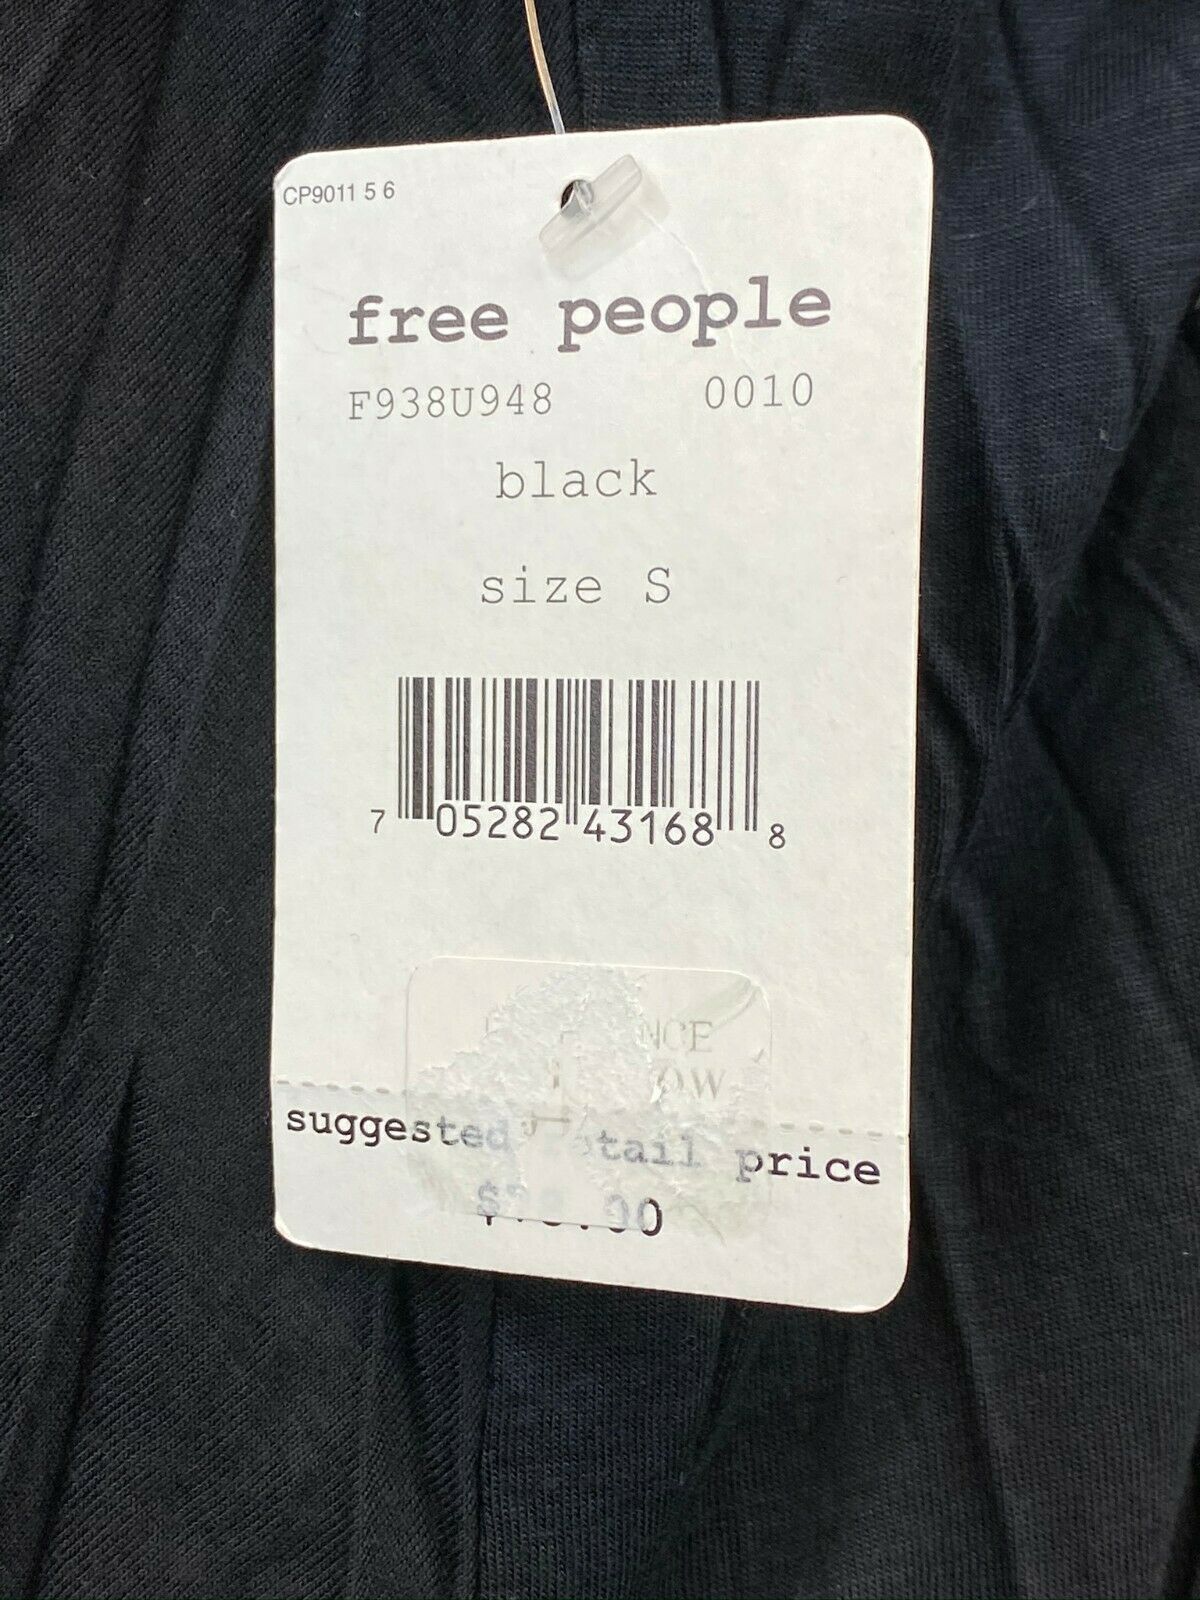 CP9011 5 6
free people
F938U948 0010
black
size S
7 05282 43168 8
suggested retail price